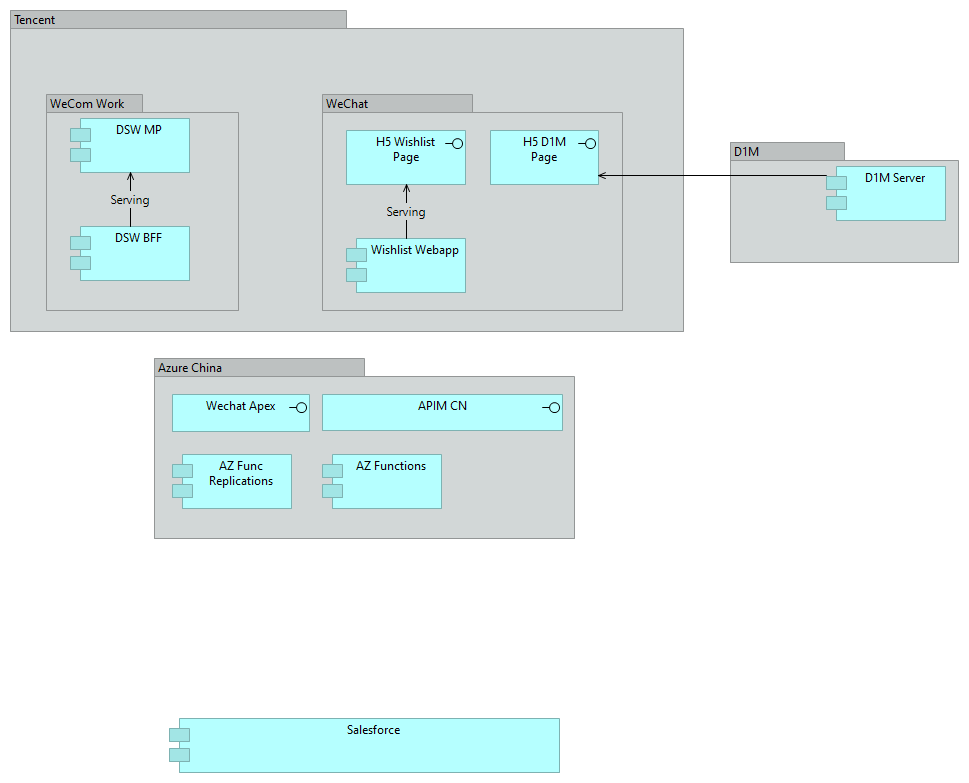 Tencent
WeCom Work
WeChat
DSW MP
H5 Wishlist
Page
H5 D1M
Page
D1M
D1M Server
Serving
Serving
DSW BFF
Wishlist Webapp
Azure China
Wechat Apex
APIM CN
AZ Func
Replications
AZ Functions
Salesforce